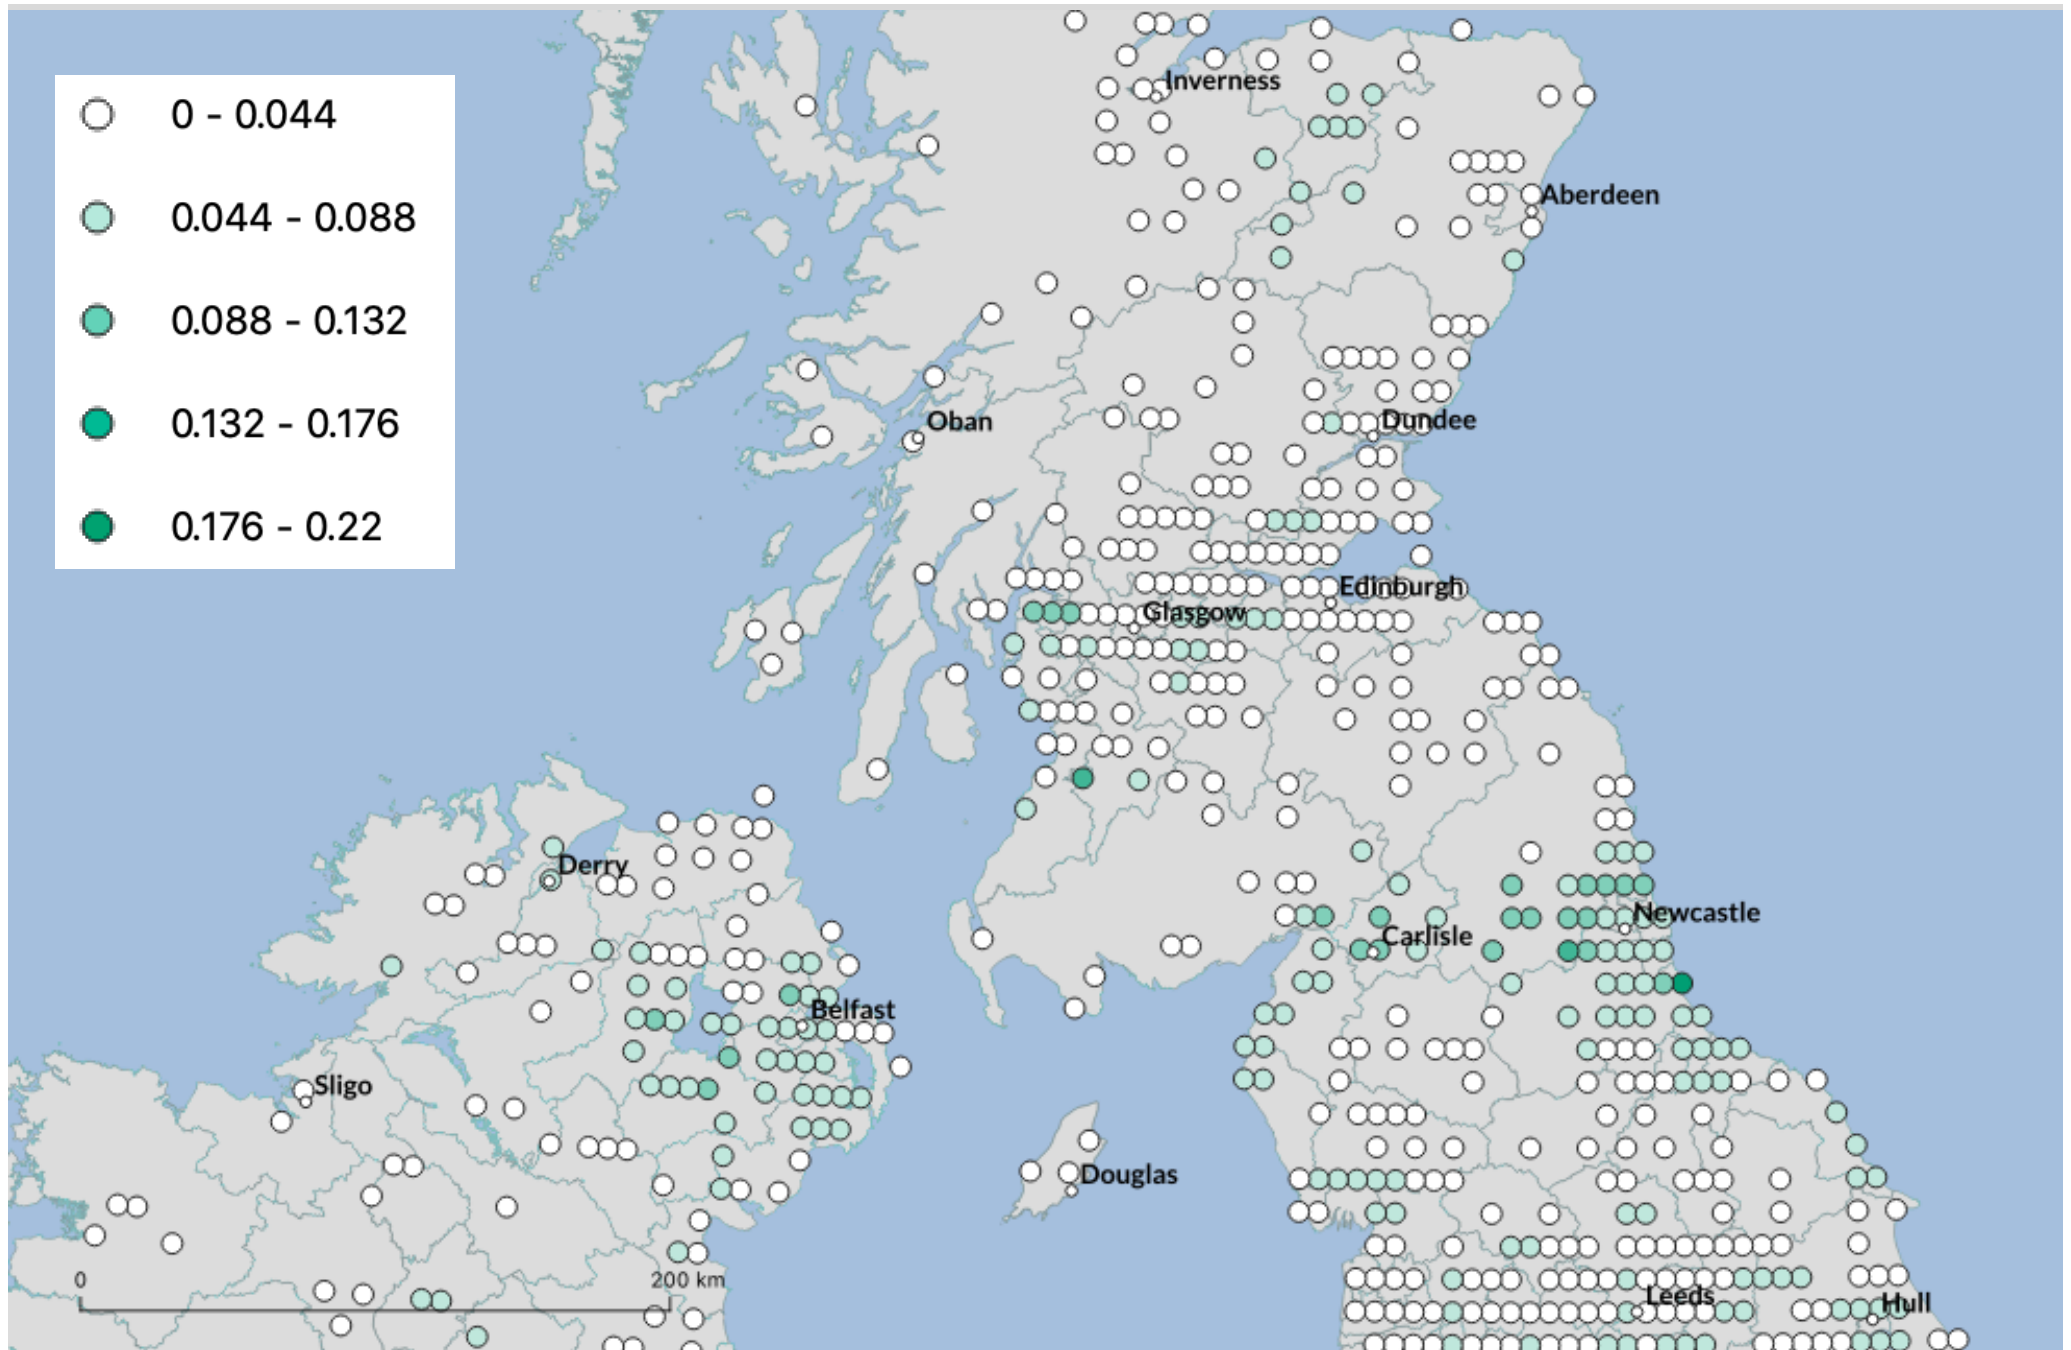 Inverness
0 - 0.044
Aberdeen
0.044 - 0.088
0.088 - 0.132
0.132 - 0.176
0.176 - 0.22
Oban
Dundee
Edinburgh
Glasgow
Derry
Newcastle
Carlisle
Belfast
Sligo
Douglas
0
200 km
Leeds
Hull